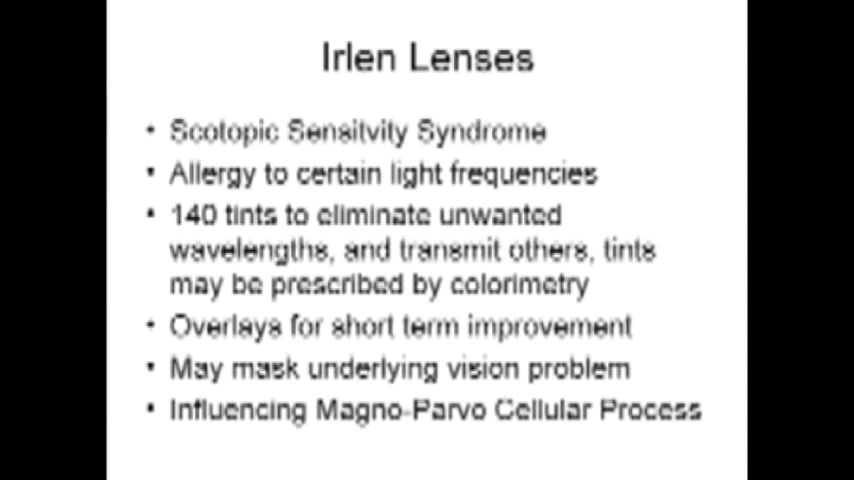 Irlen Lenses
• Scotopic Sensitvity Syndrome
• Allergy to certain light frequencies
• 140 tints to eliminate unwanted
wavelengths, and transmit others, tints
may be prescribed by colorimetry
• Overlays for short term improvement
• May mask underlying vision problem
• Influencing Magno-Parvo Cellular Process